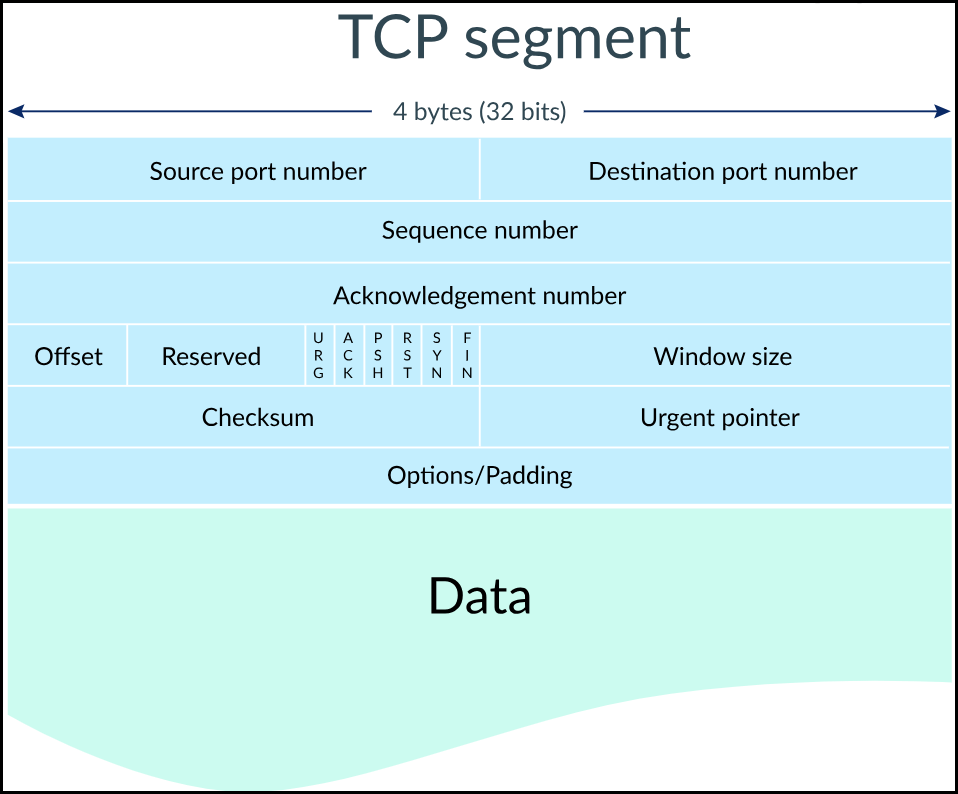 TCP segment
4 bytes (32 bits)
Source port number
Destination port number
Sequence number
Acknowledgement number
Offset
Reserved
URG
ACK
PSH
RST
SYN
FIN
Window size
Checksum
Urgent pointer
Options/Padding
Data